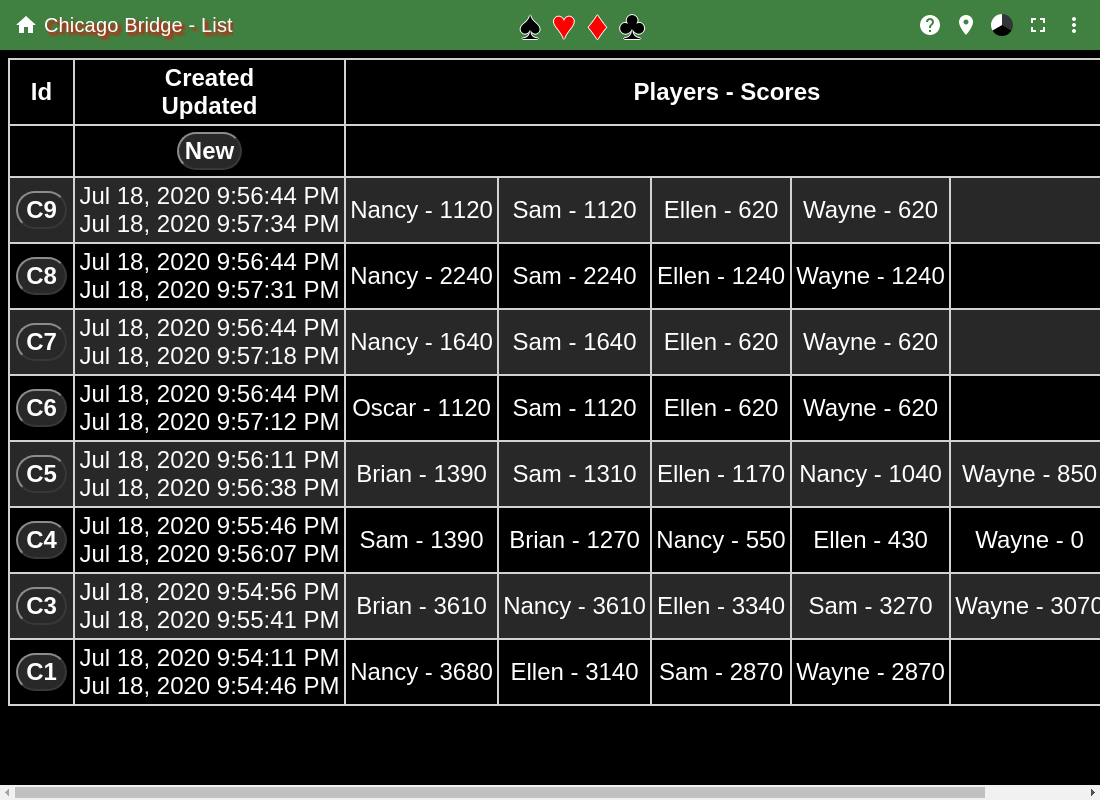 Chicago Bridge - List
Id
Created
Updated
Players - Scores
New
C9
Jul 18, 2020 9:56:44 PM
Jul 18, 2020 9:57:34 PM
Nancy - 1120 Sam - 1120 Ellen - 620 Wayne - 620
C8
Jul 18, 2020 9:56:44 PM
Jul 18, 2020 9:57:31 PM
Nancy - 2240 Sam - 2240 Ellen - 1240 Wayne - 1240
C7
Jul 18, 2020 9:56:44 PM
Jul 18, 2020 9:57:18 PM
Nancy - 1640 Sam - 1640 Ellen - 620 Wayne - 620
C6
Jul 18, 2020 9:56:44 PM
Jul 18, 2020 9:57:12 PM
Oscar - 1120 Sam - 1120 Ellen - 620 Wayne - 620
C5
Jul 18, 2020 9:56:11 PM
Jul 18, 2020 9:56:38 PM
Brian - 1390 Sam - 1310 Ellen - 1170 Nancy - 1040 Wayne - 850
C4
Jul 18, 2020 9:55:46 PM
Jul 18, 2020 9:56:07 PM
Sam - 1390 Brian - 1270 Nancy - 550 Ellen - 430 Wayne - 0
C3
Jul 18, 2020 9:54:56 PM
Jul 18, 2020 9:55:41 PM
Brian - 3610 Nancy - 3610 Ellen - 3340 Sam - 3270 Wayne - 3070
C1
Jul 18, 2020 9:54:11 PM
Jul 18, 2020 9:54:46 PM
Nancy - 3680 Ellen - 3140 Sam - 2870 Wayne - 2870